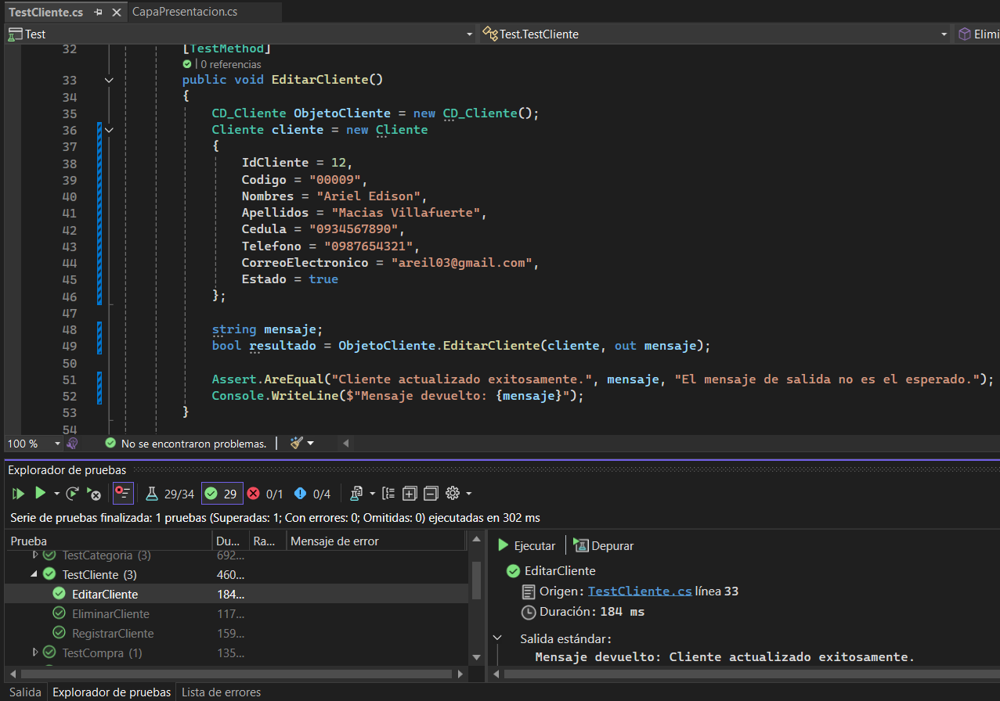 TestCliente.cs CapaPresentacion.cs
Test Test.TestCliente Elimi
32 [TestMethod]
0 referencias
33 public void EditarCliente()
34 {
35 CD_Cliente ObjetoCliente = new CD_Cliente();
36 Cliente cliente = new Cliente
37 {
38 IdCliente = 12,
39 Codigo = "00009",
40 Nombres = "Ariel Edison",
41 Apellidos = "Macias Villafuerte",
42 Cedula = "0934567890",
43 Telefono = "0987654321",
44 CorreoElectronico = "areil03@gmail.com",
45 Estado = true
46 };
47
48 string mensaje;
49 bool resultado = ObjetoCliente.EditarCliente(cliente, out mensaje);
50
51 Assert.AreEqual("Cliente actualizado exitosamente.", mensaje, "El mensaje de salida no es el esperado.");
52 Console.WriteLine($"Mensaje devuelto: {mensaje}");
53 }
54
100 % No se encontraron problemas.
Explorador de pruebas
29/34 29 0/1 0/4
Serie de pruebas finalizada: 1 pruebas (Superadas: 1; Con errores: 0; Omitidas: 0) ejecutadas en 302 ms
Prueba Du... Ra... Mensaje de error
TestCategoria (3) 692...
TestCliente (3) 460...
EditarCliente 184...
EliminarCliente 117...
RegistrarCliente 159...
TestCompra (1) 135...
Ejecutar Depurar
EditarCliente
Origen: TestCliente.cs línea 33
Duración: 184 ms
Salida estándar:
Mensaje devuelto: Cliente actualizado exitosamente.
Salida Explorador de pruebas Lista de errores